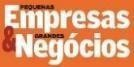 PEQUENAS
Empresas
& GRANDES
Negócios